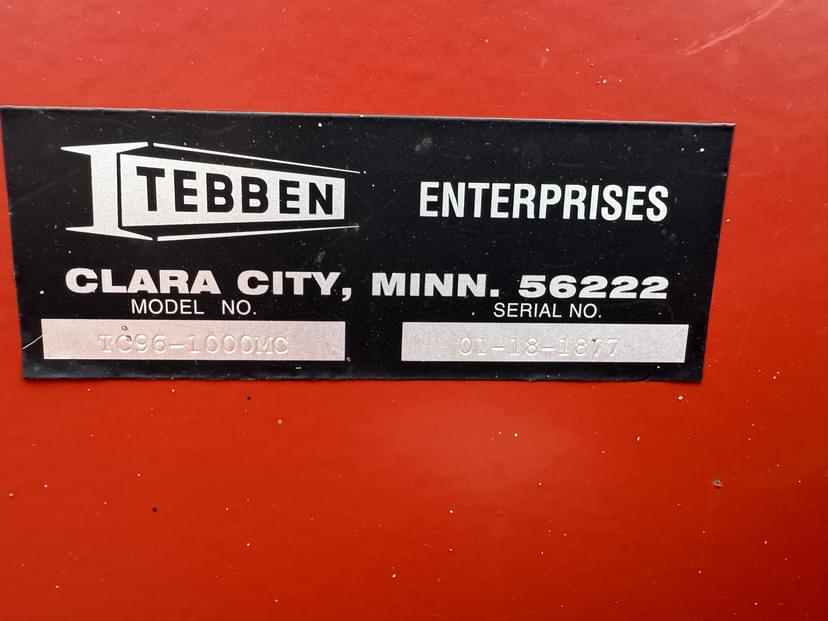 TEBBEN ENTERPRISES
CLARA CITY, MINN. 56222
MODEL NO. SERIAL NO.
TC96-1000MC 01-18-1877